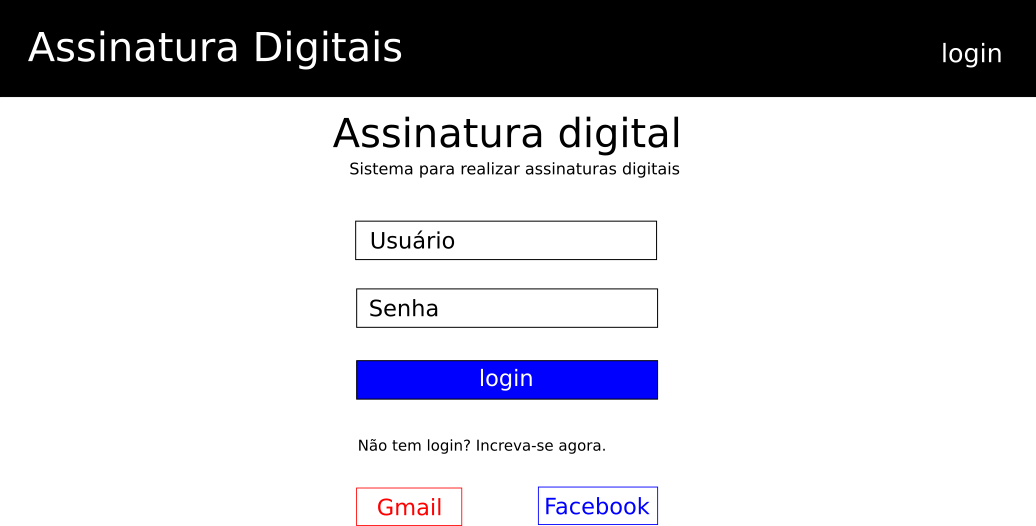 Assinatura Digitais
login
Assinatura digital
Sistema para realizar assinaturas digitais
Usuário
Senha
login
Não tem login? Increva-se agora.
Gmail
Facebook